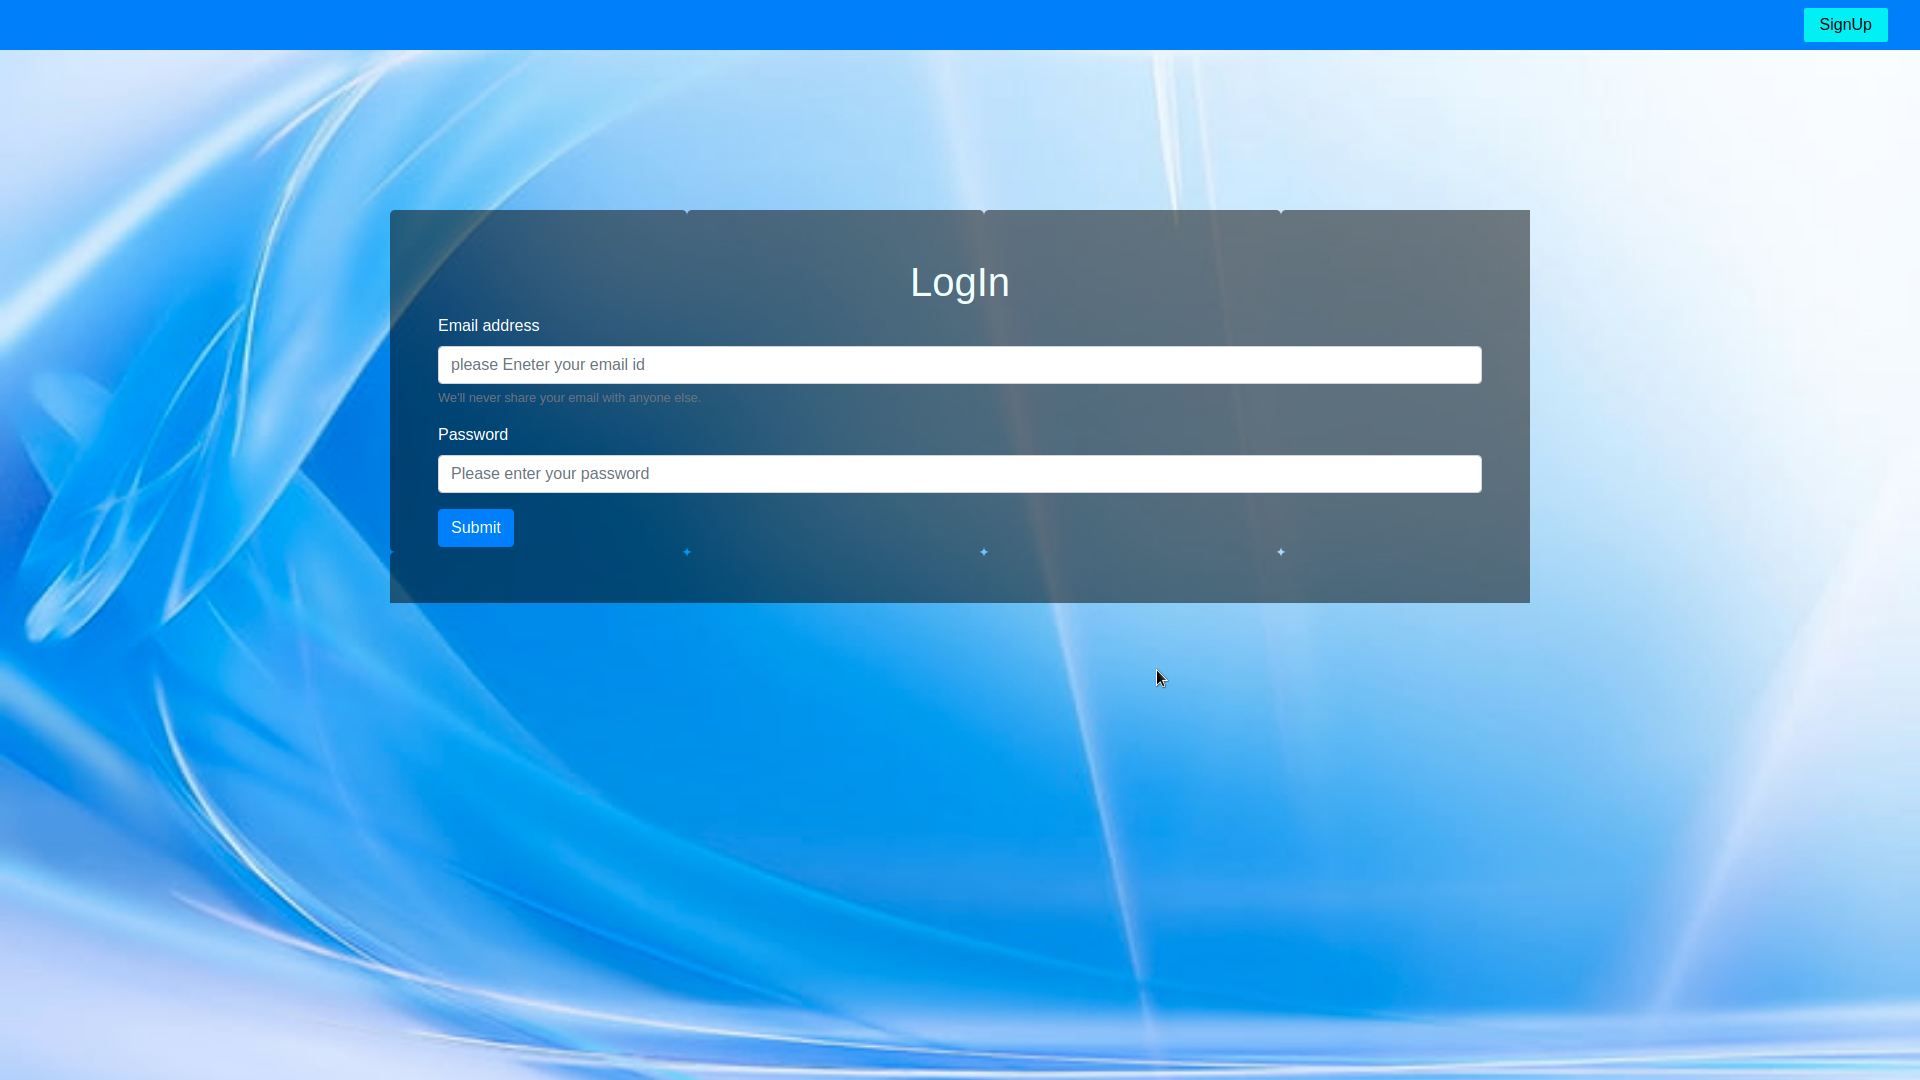 SignUp
LogIn
Email address
please Eneter your email id
We'll never share your email with anyone else.
Password
Please enter your password
Submit